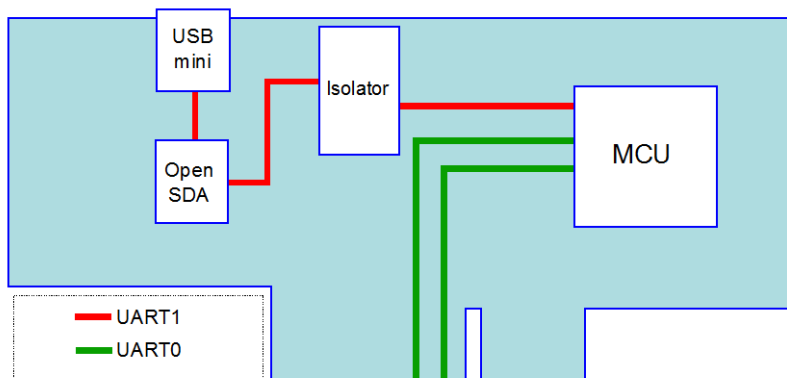 USB
mini
Isolator
Open
SDA
MCU
UART1
UART0